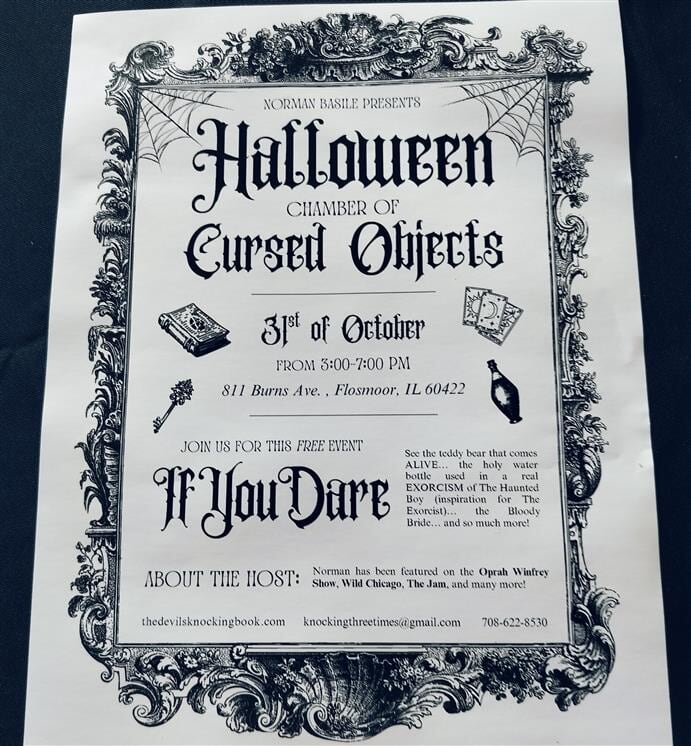 NORMAN BASILE PRESENTS
Halloween
CHAMBER OF
Cursed Objects
31st of October
FROM 3:00-7:00 PM
811 Burns Ave. , Flosmoor, IL 60422
JOIN US FOR THIS FREE EVENT
If You Dare
See the teddy bear that comes
ALIVE... the holy water
bottle used in a real
EXORCISM of The Haunted
Boy (inspiration for The
Exorcist)... the Bloody
Bride... and so much more!
ABOUT THE HOST:
Norman has been featured on the Oprah Winfrey
Show, Wild Chicago, The Jam, and many more!
thedevilsknockingbook.com knockingthreetimes@gmail.com 708-622-8530